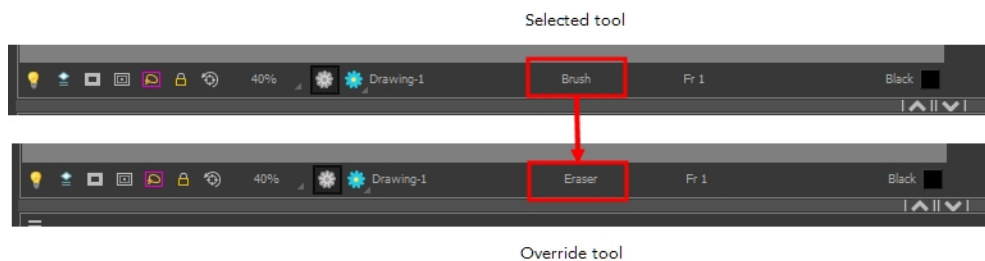 Selected tool
40% Drawing-1 Brush Fr 1 Black
40% Drawing-1 Eraser Fr 1 Black
Override tool